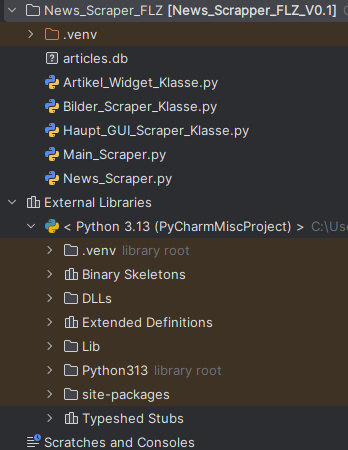 News_Scraper_FLZ [News_Scrapper_FLZ_V0.1]
.venv
articles.db
Artikel_Widget_Klasse.py
Bilder_Scraper_Klasse.py
Haupt_GUI_Scraper_Klasse.py
Main_Scraper.py
News_Scraper.py
External Libraries
< Python 3.13 (PyCharmMiscProject) > C:\Use
.venv library root
Binary Skeletons
DLLs
Extended Definitions
Lib
Python313 library root
site-packages
Typeshed Stubs
Scratches and Consoles